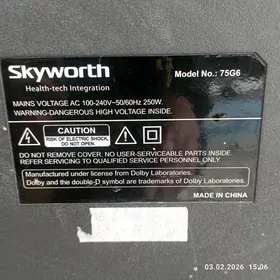 Skyworth
Health-tech Integration
Model No.: 75G6
MAINS VOLTAGE AC 100-240V~50/60Hz 250W.
WARNING-DANGEROUS HIGH VOLTAGE INSIDE.
CAUTION
RISK OF ELECTRIC SHOCK
DO NOT OPEN
DO NOT REMOVE COVER. NO USER-SERVICEABLE PARTS INSIDE.
REFER SERVICING TO QUALIFIED SERVICE PERSONNEL ONLY.
Manufactured under license from Dolby Laboratories.
Dolby and the double-D symbol are trademarks of Dolby Laboratories.
MADE IN CHINA
03.02.2026 15:06